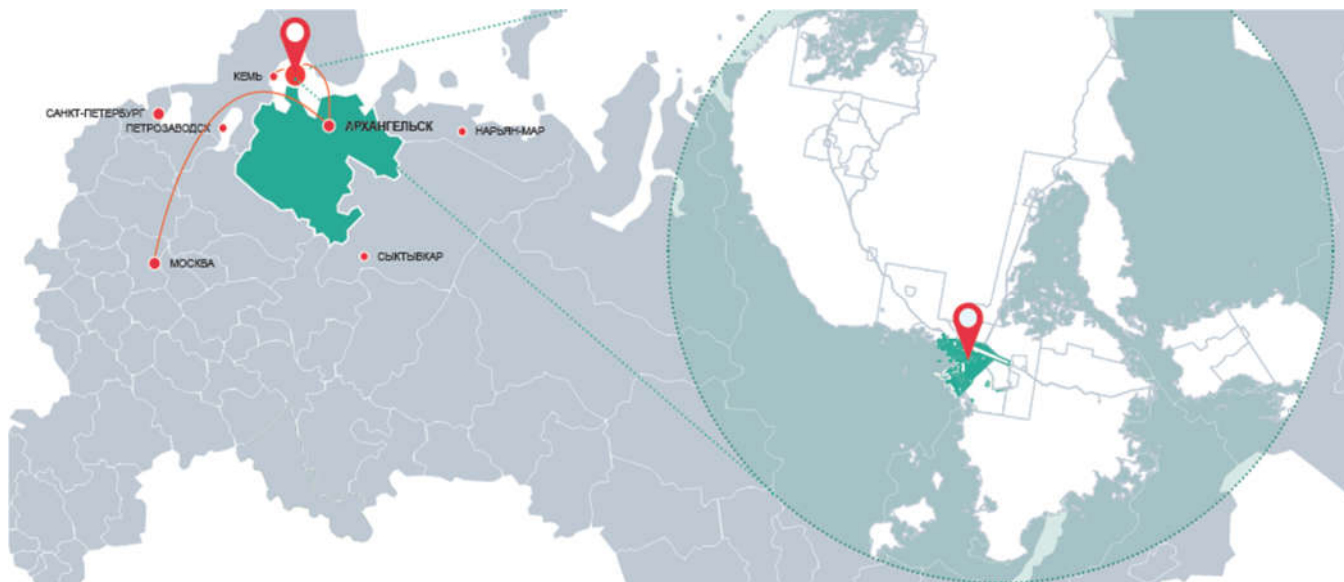 КЕМЬ
САНКТ-ПЕТЕРБУРГ
ПЕТРОЗАВОДСК
АРХАНГЕЛЬСК
НАРЬЯН-МАР
МОСКВА
СЫКТЫВКАР